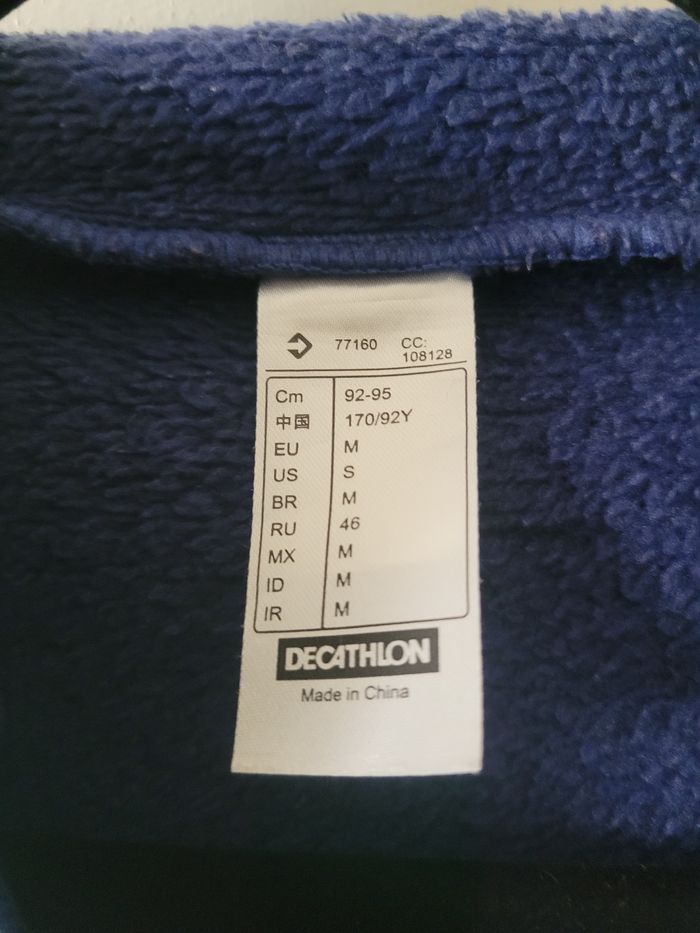 77160 CC:
108128
Cm 92-95
中国 170/92Y
EU M
US S
BR M
RU 46
MX M
ID M
IR M
DECATHLON
Made in China